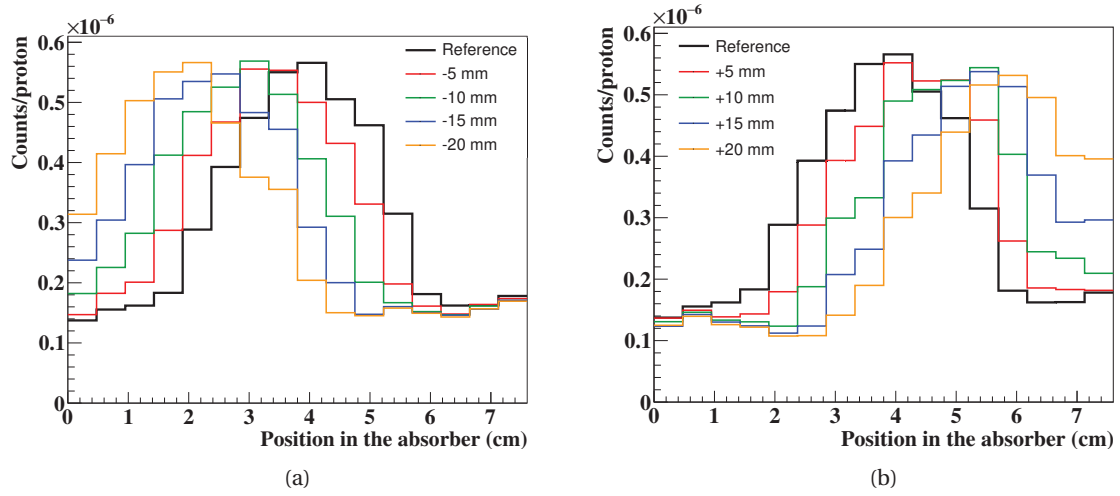 ×10⁻⁶
0.6
0.5
0.4
0.3
0.2
0.1
0
Counts/proton
Reference
-5 mm
-10 mm
-15 mm
-20 mm
0 1 2 3 4 5 6 7
Position in the absorber (cm)
(a)
×10⁻⁶
0.6
0.5
0.4
0.3
0.2
0.1
0
Counts/proton
Reference
+5 mm
+10 mm
+15 mm
+20 mm
0 1 2 3 4 5 6 7
Position in the absorber (cm)
(b)